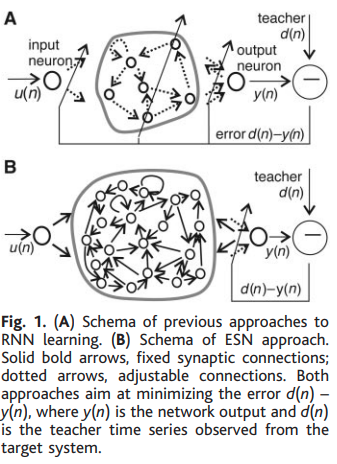 A
teacher
d(n)
input
neuron
output
neuron
u(n)
y(n)
error d(n)–y(n)
B
teacher
d(n)
u(n)
y(n)
d(n)–y(n)
Fig. 1. (A) Schema of previous approaches to
RNN learning. (B) Schema of ESN approach.
Solid bold arrows, fixed synaptic connections;
dotted arrows, adjustable connections. Both
approaches aim at minimizing the error d(n) –
y(n), where y(n) is the network output and d(n)
is the teacher time series observed from the
target system.